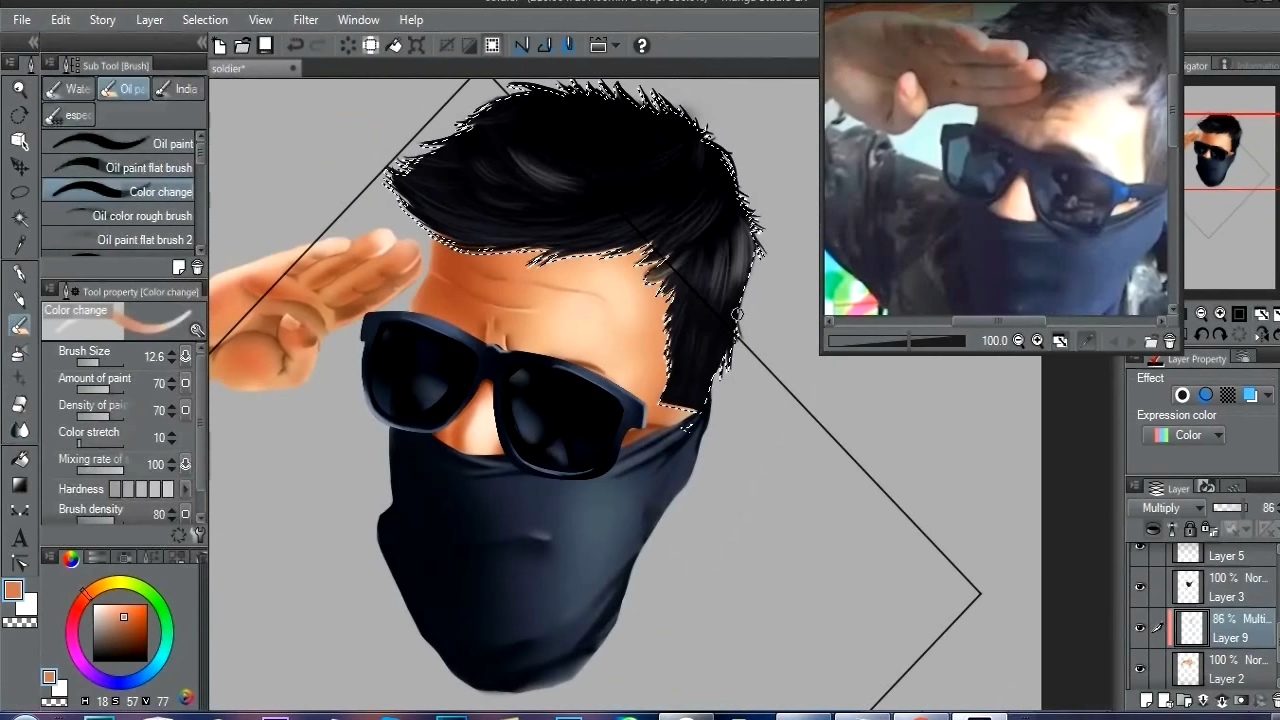 File Edit Story Layer Selection View Filter Window Help
soldier*
Sub Tool [Brush]
Wate Oil pa India
espec
Oil paint
Oil paint flat brush
Color change
Oil color rough brush
Oil paint flat brush 2
Tool property [Color change]
Color change
Brush Size 12.6
Amount of paint 70
Density of pai 70
Color stretch 10
Mixing rate of s 100
Hardness
Brush density 80
H 18 S 57 V 77
100.0
igator Informatio
Layer Property
Effect
Expression color
Color
Layer
Multiply 86
Layer 5
100 % Nor...
Layer 3
86 % Multi...
Layer 9
100 % Nor...
Layer 2